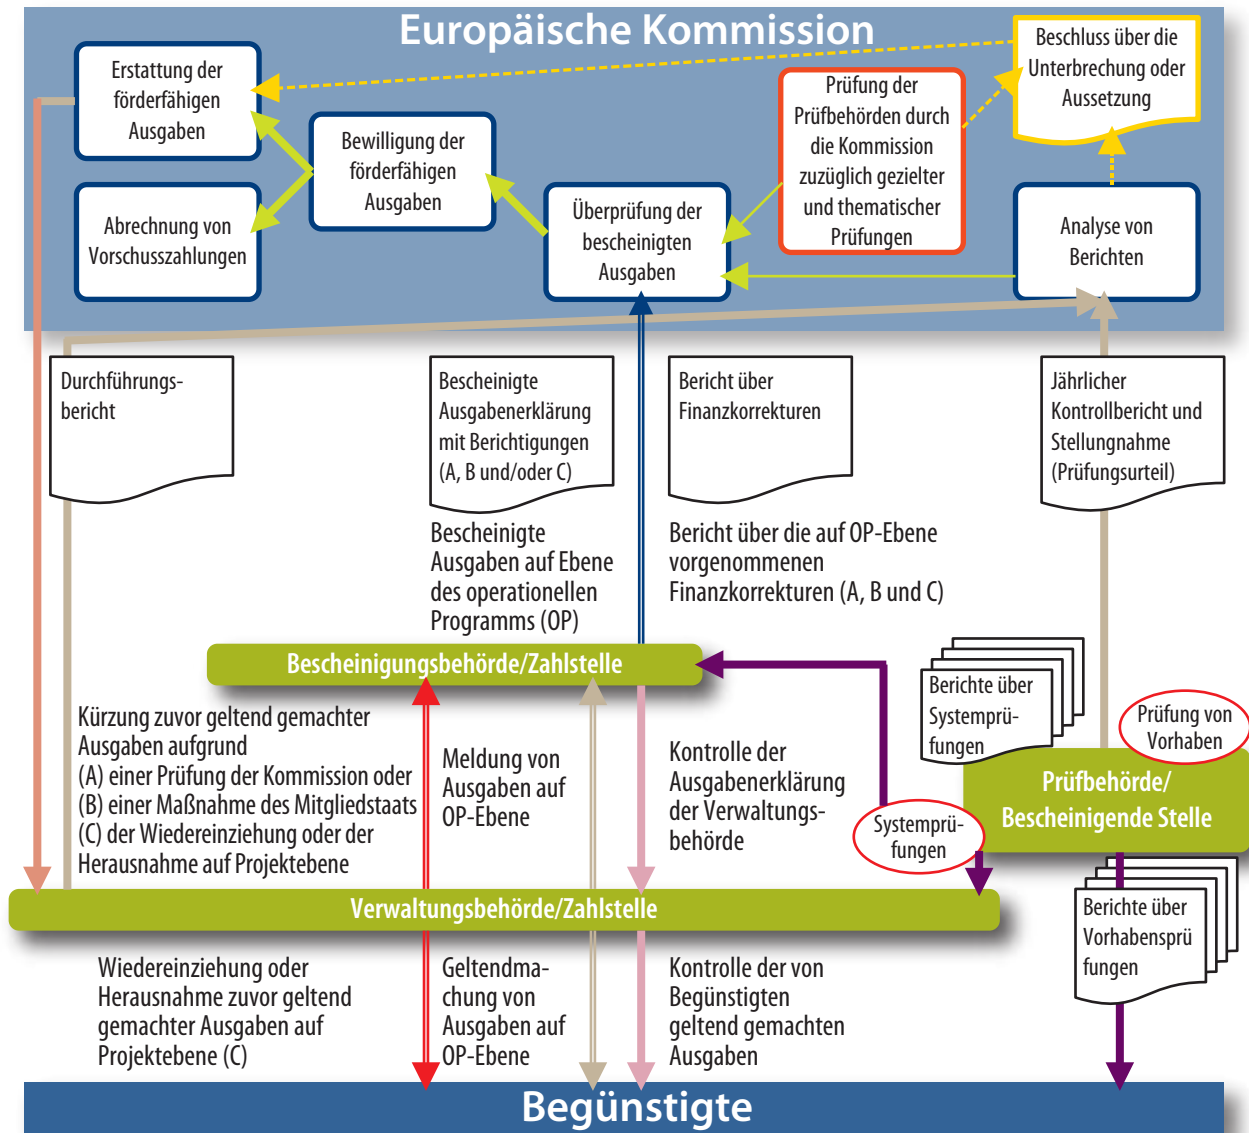 Europäische Kommission
Erstattung der
förderfähigen
Ausgaben
Bewilligung der
förderfähigen
Ausgaben
Abrechnung von
Vorschusszahlungen
Überprüfung der
bescheinigten
Ausgaben
Prüfung der
Prüfbehörden durch
die Kommission
zuzüglich gezielter
und thematischer
Prüfungen
Beschluss über die
Unterbrechung oder
Aussetzung
Analyse von
Berichten
Durchführungs-
bericht
Bescheinigte
Ausgabenerklärung
mit Berichtigungen
(A, B und/oder C)
Bericht über
Finanzkorrekturen
Jährlicher
Kontrollbericht und
Stellungnahme
(Prüfungsurteil)
Bescheinigte
Ausgaben auf Ebene
des operationellen
Programms (OP)
Bericht über die auf OP-Ebene
vorgenommenen
Finanzkorrekturen (A, B und C)
Bescheinigungsbehörde/Zahlstelle
Berichte über
Systemprü-
fungen
Prüfung von
Vorhaben
Prüfbehörde/
Bescheinigende Stelle
Systemprü-
fungen
Kürzung zuvor geltend gemachter
Ausgaben aufgrund
(A) einer Prüfung der Kommission oder
(B) einer Maßnahme des Mitgliedstaats
(C) der Wiedereinziehung oder der
Herausnahme auf Projektebene
Meldung von
Ausgaben auf
OP-Ebene
Kontrolle der
Ausgabenerklärung
der Verwaltungs-
behörde
Verwaltungsbehörde/Zahlstelle
Berichte über
Vorhabensprü
fungen
Wiedereinziehung oder
Herausnahme zuvor geltend
gemachter Ausgaben auf
Projektebene (C)
Geltendma-
chung von
Ausgaben auf
OP-Ebene
Kontrolle der von
Begünstigten
geltend gemachten
Ausgaben
Begünstigte